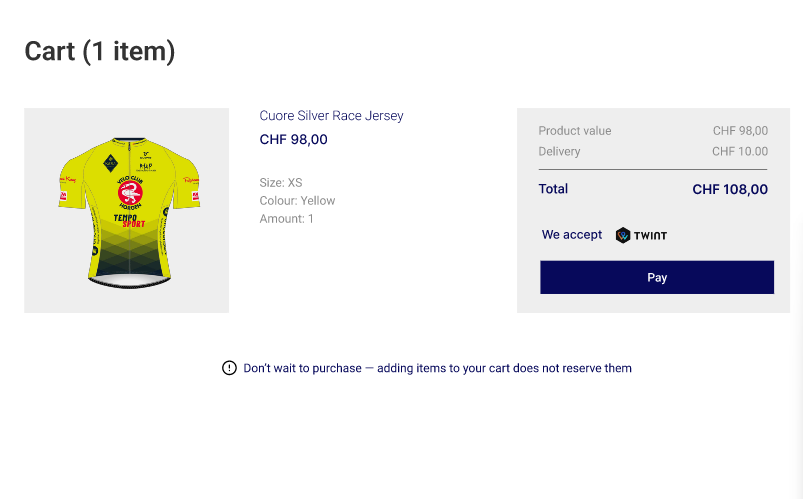 Cart (1 item)
Cuore Silver Race Jersey
CHF 98,00
Size: XS
Colour: Yellow
Amount: 1
VELO CLUB
HORGEN
TEMPO
SPORT
Product value CHF 98,00
Delivery CHF 10.00
Total CHF 108,00
We accept TWINT
Pay
Don't wait to purchase — adding items to your cart does not reserve them